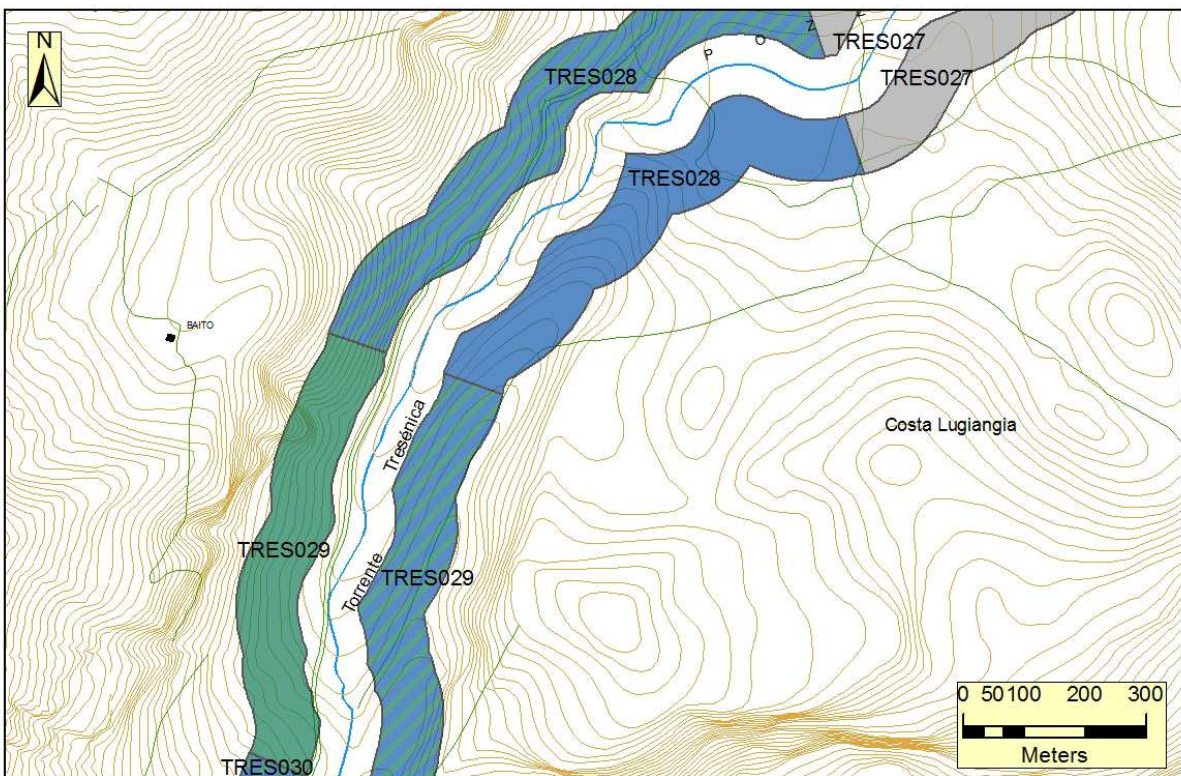 N
P O Z Z
TRES027
TRES028
TRES027
TRES028
BAITO
Tresénica
Costa Lugiangia
TRES029
Torrente
TRES029
TRES030
0 50 100 200 300
Meters